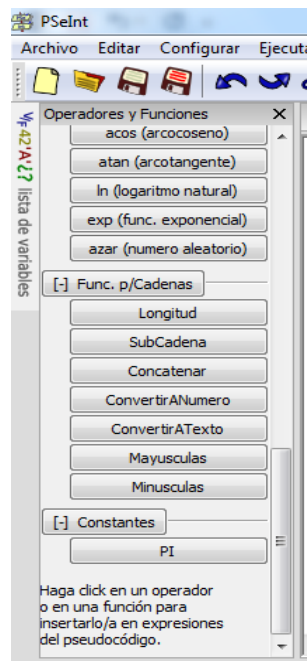 PSeInt
Archivo Editar Configurar Ejecuta
Operadores y Funciones
acos (arcocoseno)
atan (arcotangente)
ln (logaritmo natural)
exp (func. exponencial)
azar (numero aleatorio)
[-] Func. p/Cadenas
Longitud
SubCadena
Concatenar
ConvertirANumero
ConvertirATexto
Mayusculas
Minusculas
[-] Constantes
PI
Haga click en un operador
o en una función para
insertarlo/a en expresiones
del pseudocódigo.
42'A'¿? lista de variables